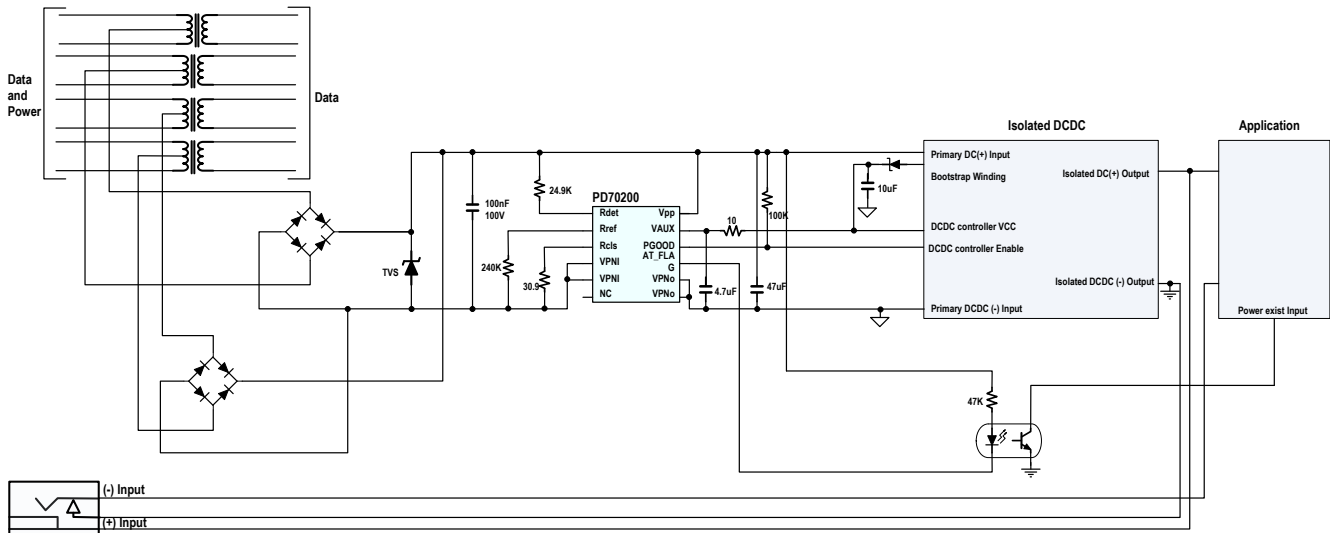 Data
and
Power
Data
Isolated DCDC
Application
Primary DC(+) Input
Bootstrap Winding
Isolated DC(+) Output
10uF
24.9K
100nF
100V
PD70200
Rdet
Vpp
100K
Rref
VAUX
10
DCDC controller VCC
Rcls
PGOOD
DCDC controller Enable
VPNI
AT_FLA
G
TVS
240K
30.9
VPNI
VPNo
4.7uF
47uF
Isolated DCDC (-) Output
NC
VPNo
Primary DCDC (-) Input
Power exist Input
47K
(-) Input
(+) Input